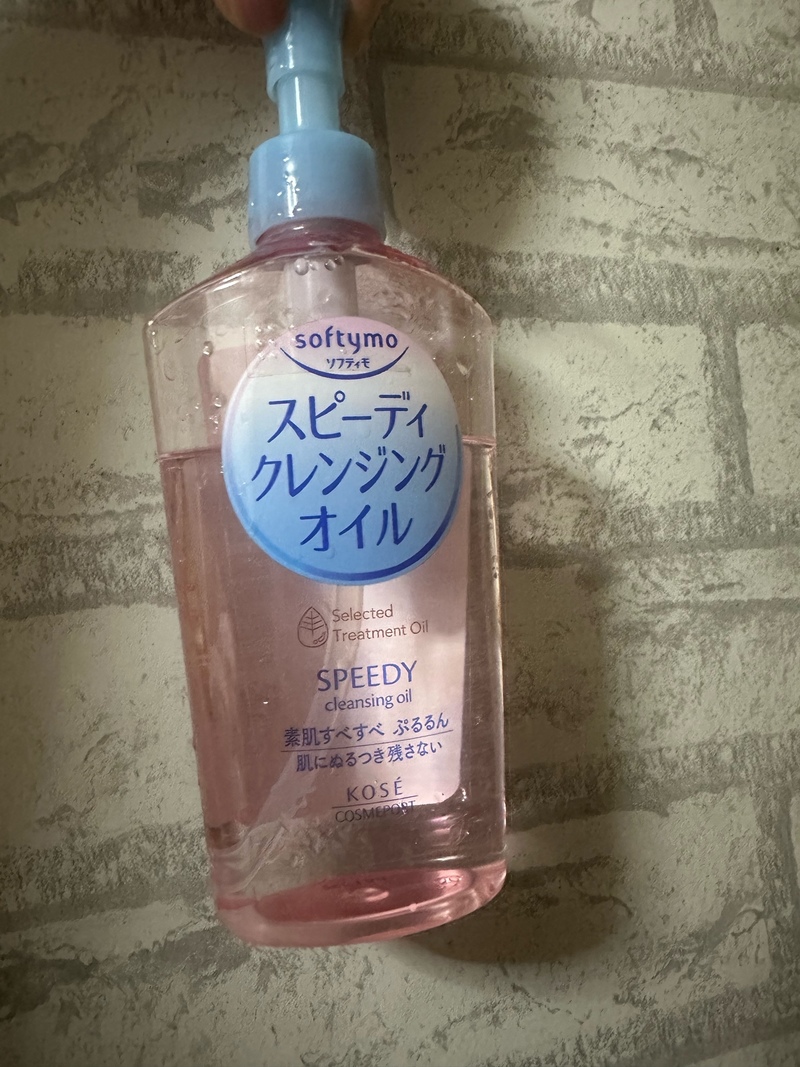 softymo
ソフティモ
スピーディ
クレンジング
オイル
Selected
Treatment Oil
SPEEDY
cleansing oil
素肌すべすべ ぷるるん
肌にぬるつき残さない
KOSÉ
COSMEPORT